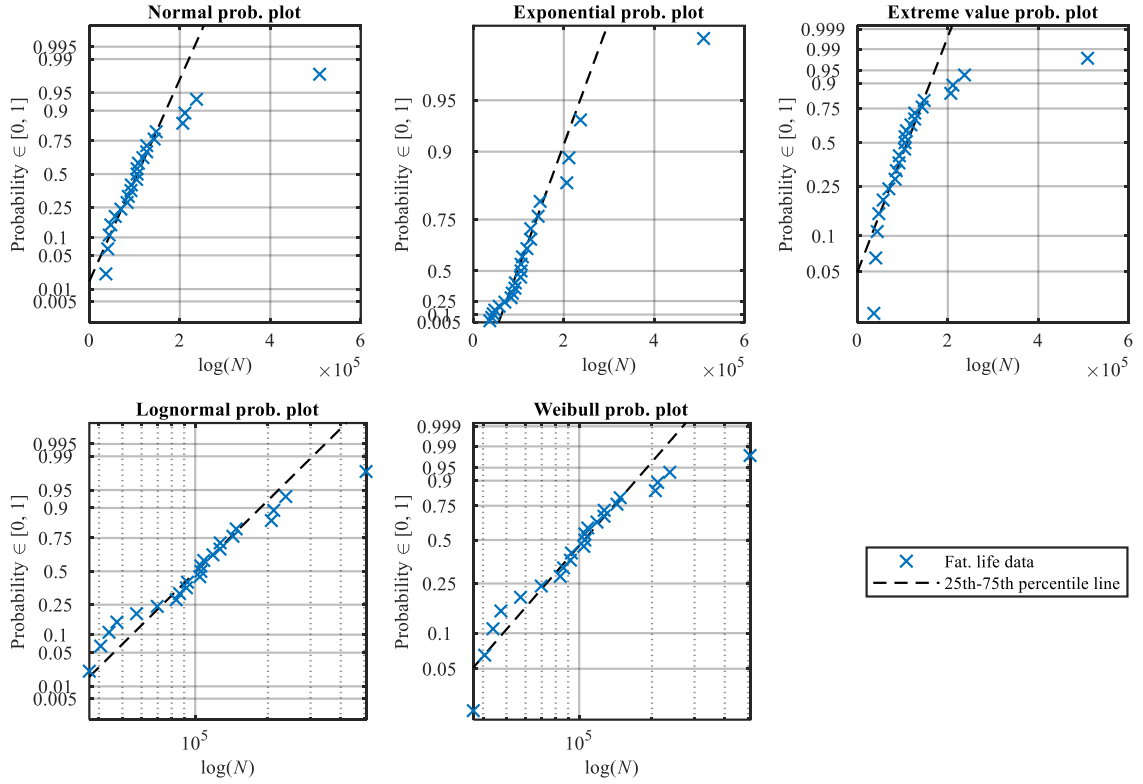 Normal prob. plot
Probability ∈ [0, 1]
0.995
0.99
0.95
0.9
0.75
0.5
0.25
0.1
0.05
0.01
0.005
0 2 4 6
×10^5
log(N)
Exponential prob. plot
Probability ∈ [0, 1]
0.95
0.9
0.75
0.5
0.25
0.1
0.005
0 2 4 6
×10^5
log(N)
Extreme value prob. plot
Probability ∈ [0, 1]
0.999
0.99
0.95
0.9
0.75
0.5
0.25
0.1
0.05
0 2 4 6
×10^5
log(N)
Lognormal prob. plot
Probability ∈ [0, 1]
0.995
0.99
0.95
0.9
0.75
0.5
0.25
0.1
0.05
0.01
0.005
10^5
log(N)
Weibull prob. plot
Probability ∈ [0, 1]
0.999
0.99
0.95
0.9
0.75
0.5
0.25
0.1
0.05
10^5
log(N)
Fat. life data
25th-75th percentile line